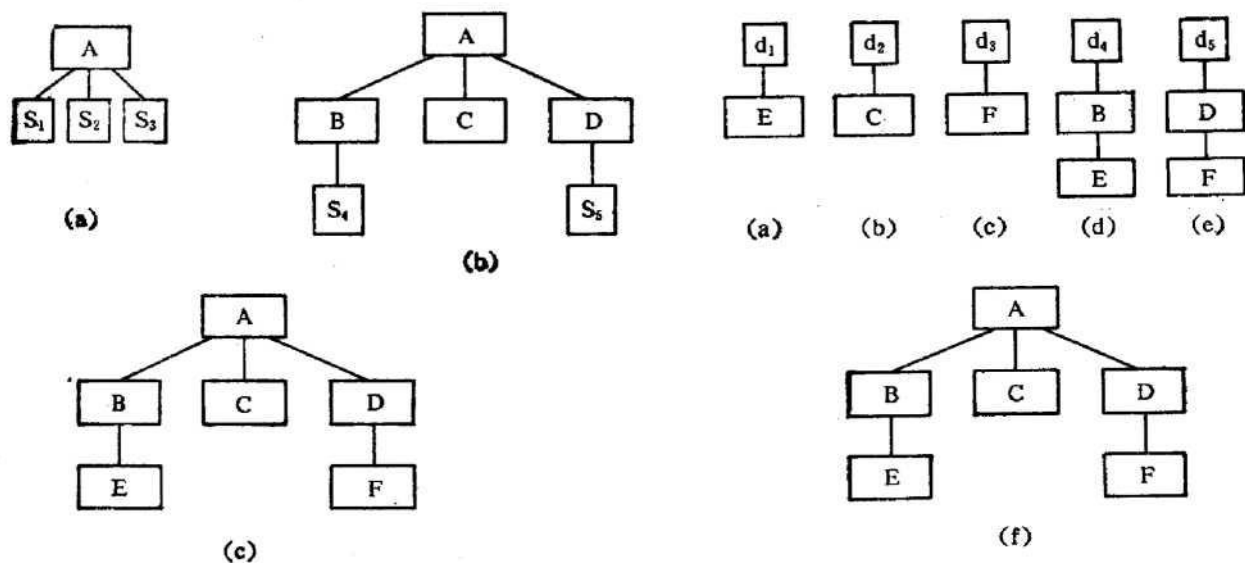 A
S₁ S₂ S₃
(a)
A
B C D
S₄ S₅
(b)
A
B C D
E F
(c)
d₁ d₂ d₃ d₄ d₅
E C F B D
E F
(a) (b) (c) (d) (e)
A
B C D
E F
(f)